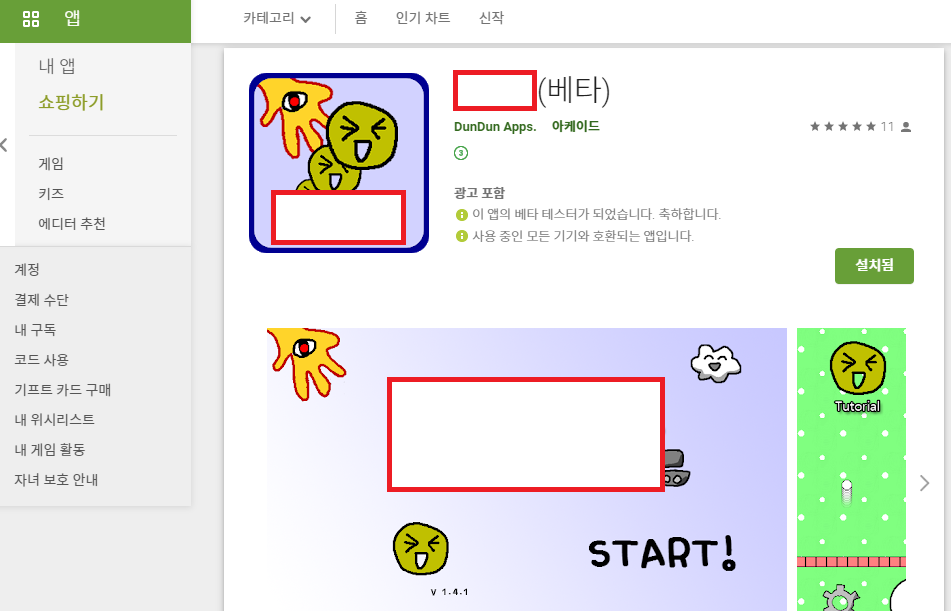 앱
카테고리 홈 인기 차트 신작
내 앱
쇼핑하기
게임
키즈
에디터 추천
계정
결제 수단
내 구독
코드 사용
기프트 카드 구매
내 위시리스트
내 게임 활동
자녀 보호 안내
(베타)
DunDun Apps. 아케이드
11
3
광고 포함
이 앱의 베타 테스터가 되었습니다. 축하합니다.
사용 중인 모든 기기와 호환되는 앱입니다.
설치됨
START!
v 1.4.1
Tutorial